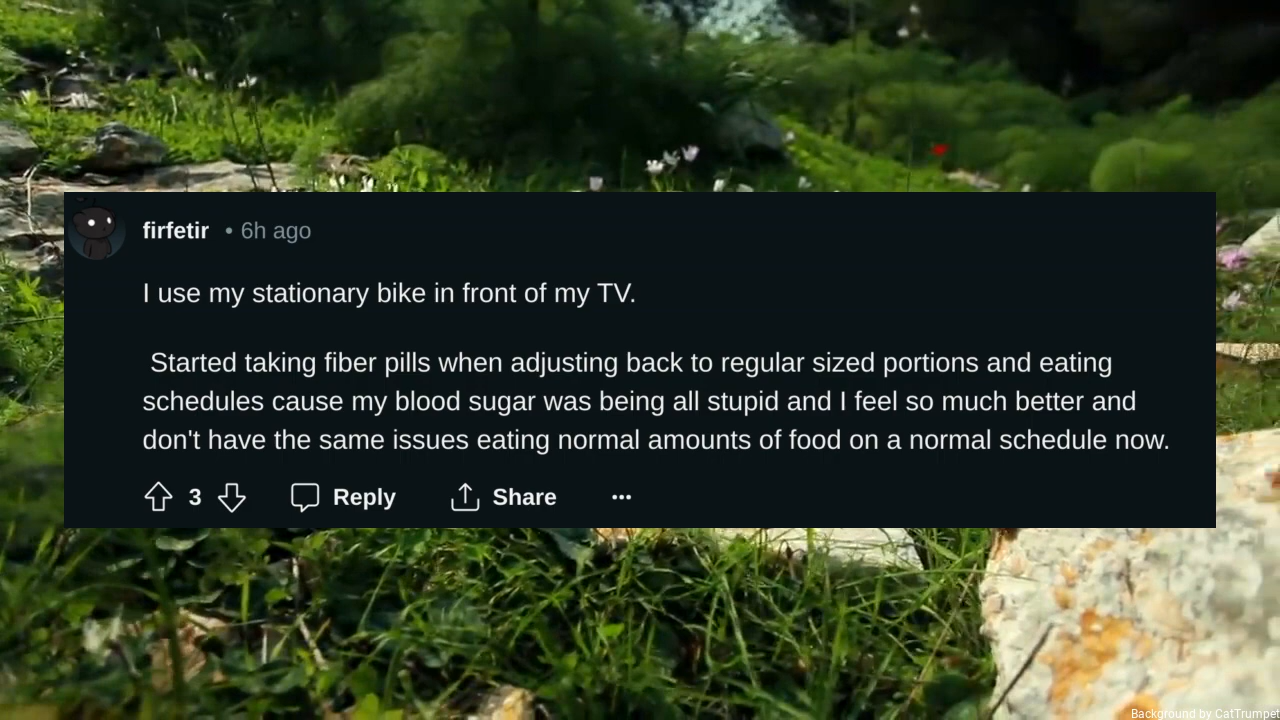 firfetir • 6h ago
I use my stationary bike in front of my TV.
Started taking fiber pills when adjusting back to regular sized portions and eating
schedules cause my blood sugar was being all stupid and I feel so much better and
don't have the same issues eating normal amounts of food on a normal schedule now.
3 Reply Share ···
Background by CatTrumpet